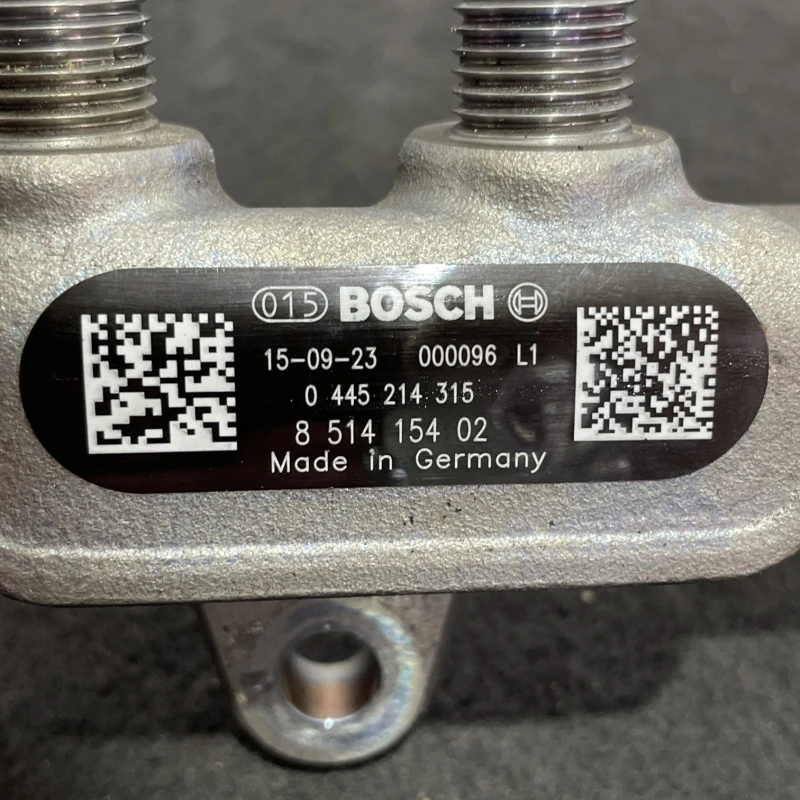 015 BOSCH
15-09-23 000096 L1
0 445 214 315
8 514 154 02
Made in Germany